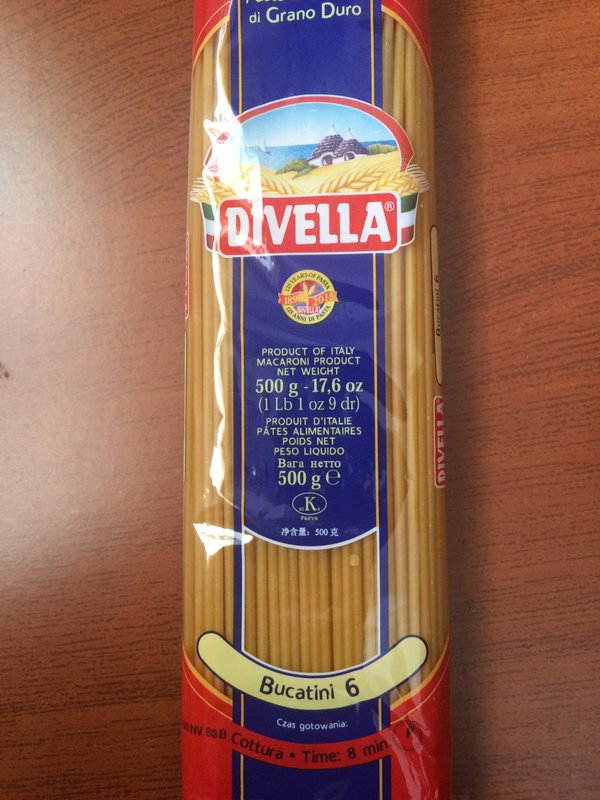 di Grano Duro
DIVELLA®
125 YEARS OF PASTA
1890 2015
DIVELLA
125 ANNI DI PASTA
PRODUCT OF ITALY
MACARONI PRODUCT
NET WEIGHT
500 g - 17,6 oz
(1 Lb 1 oz 9 dr)
PRODUIT D'ITALIE
PÂTES ALIMENTAIRES
POIDS NET
PESO LIQUIDO
Вага нетто
500 g ℮
K
Parve
净含量: 500 克
Bucatini 6
DIVELLA
Bucatini 6
Czas gotowania:
Cottura • Time: 8 min